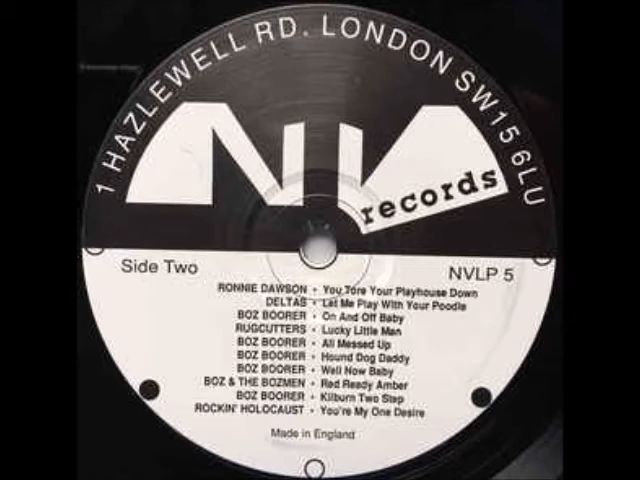 1 HAZLEWELL RD. LONDON SW15 6LU
NV
records
Side Two
NVLP 5
RONNIE DAWSON • You Tore Your Playhouse Down
DELTAS • Let Me Play With Your Poodle
BOZ BOORER • On And Off Baby
RUGCUTTERS • Lucky Little Man
BOZ BOORER • All Messed Up
BOZ BOORER • Hound Dog Daddy
BOZ BOORER • Well Now Baby
BOZ & THE BOZMEN • Red Ready Amber
BOZ BOORER • Kilburn Two Step
ROCKIN' HOLOCAUST • You're My One Desire
Made in England